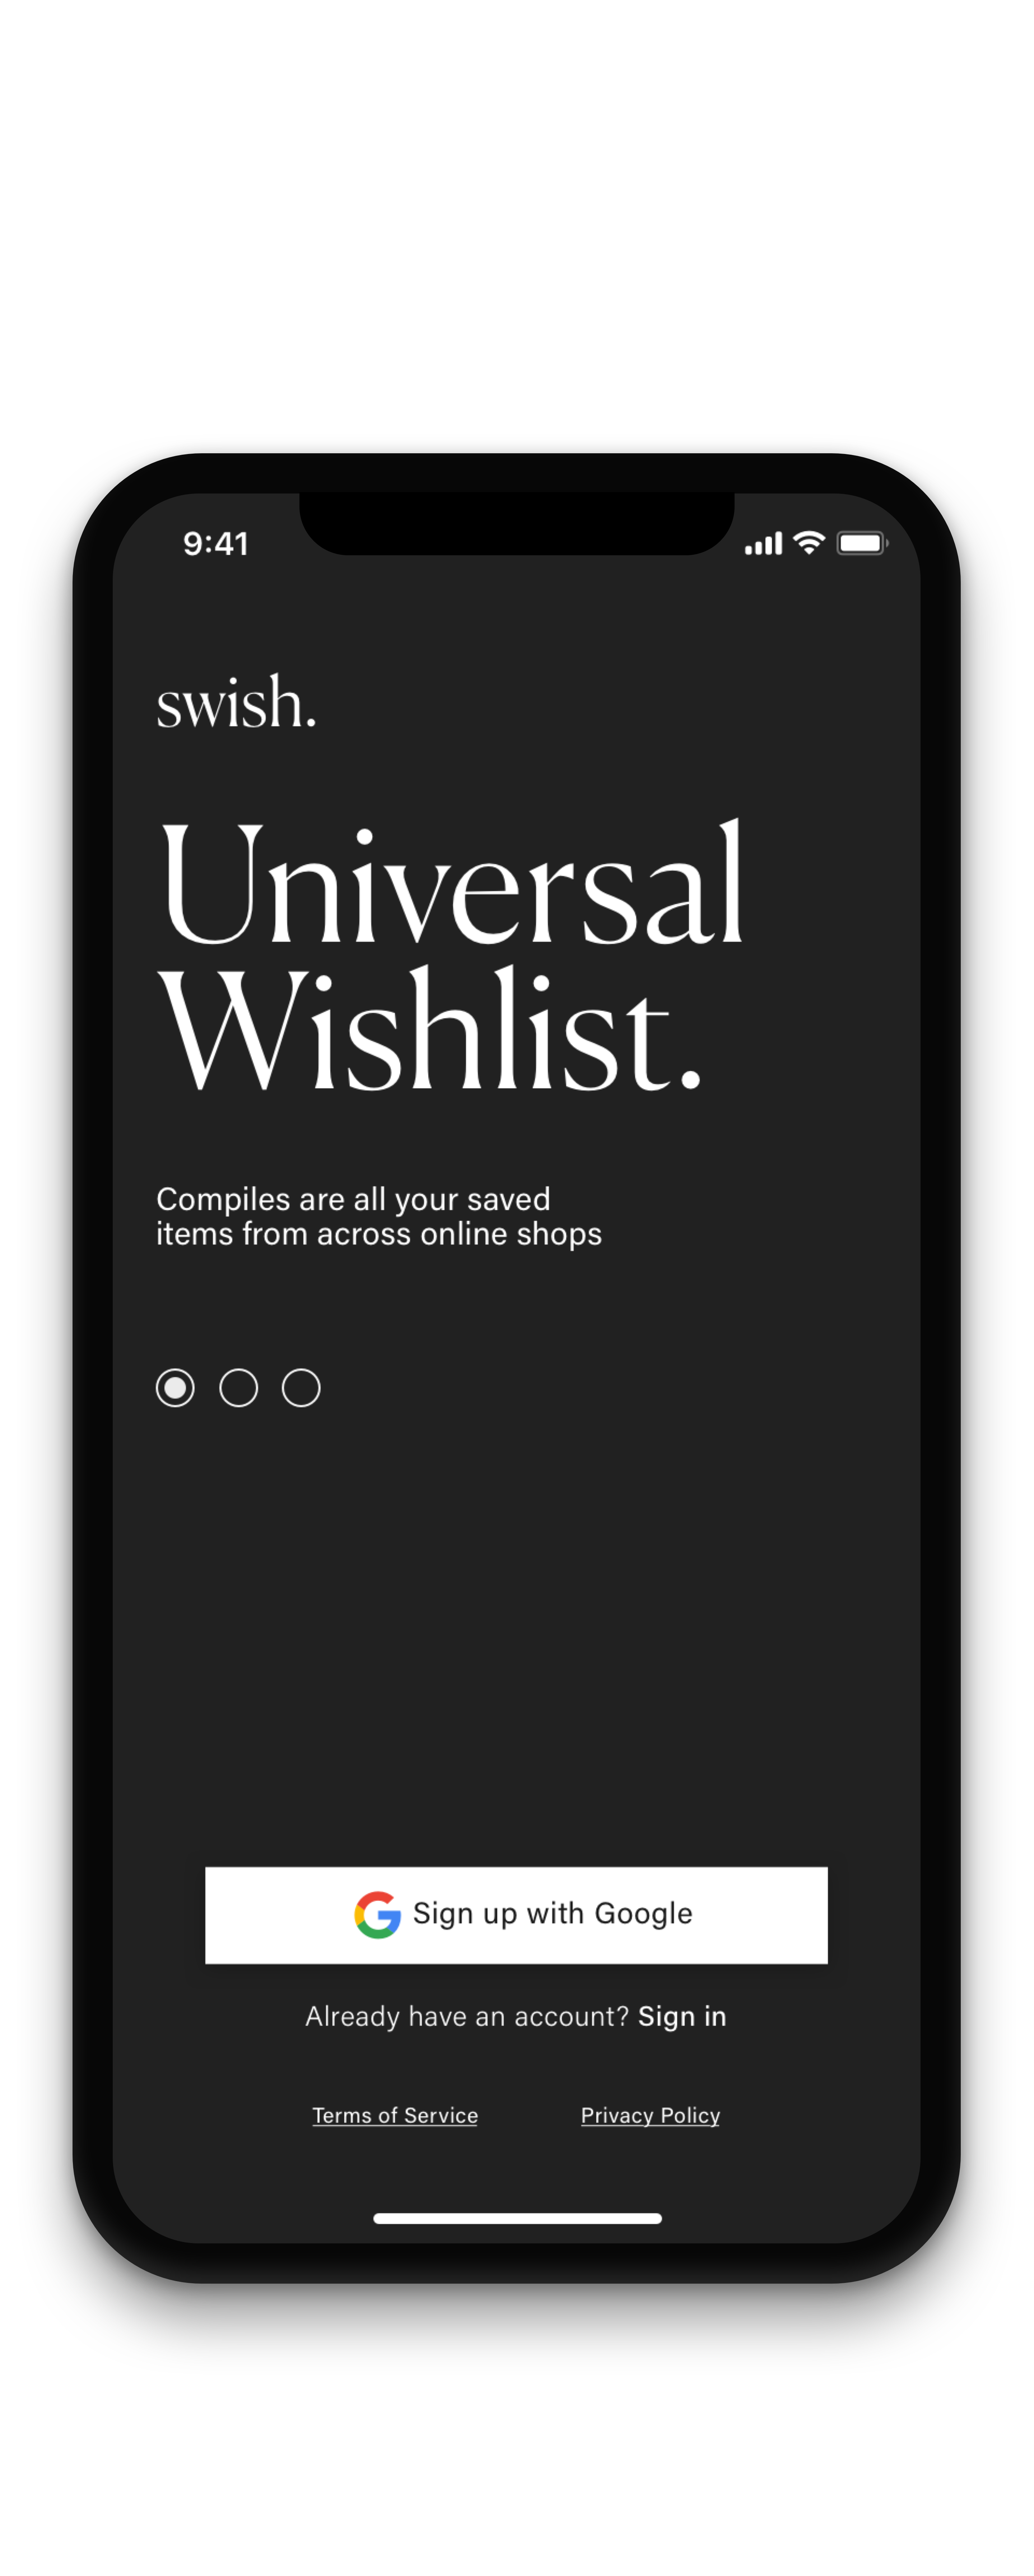 9:41
swish.
Universal
Wishlist.
Compiles are all your saved
items from across online shops
Sign up with Google
Already have an account? Sign in
Terms of Service Privacy Policy